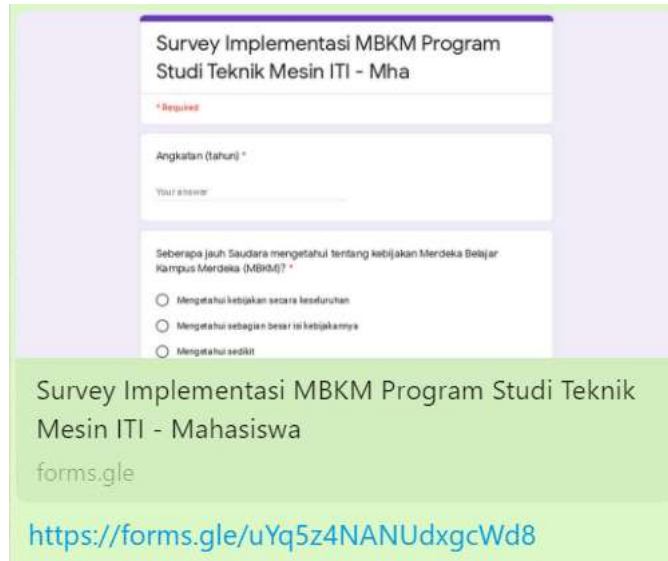 Survey Implementasi MBKM Program
Studi Teknik Mesin ITI - Mha
* Required
Angkatan (tahun) *
Your answer
Seberapa jauh Saudara mengetahui tentang kebijakan Merdeka Belajar
Kampus Merdeka (MBKM)? *
Mengetahui kebijakan secara keseluruhan
Mengetahui sebagian besar isi kebijakannya
Mengetahui sedikit
Survey Implementasi MBKM Program Studi Teknik
Mesin ITI - Mahasiswa
forms.gle
https://forms.gle/uYq5z4NANUdxgcWd8